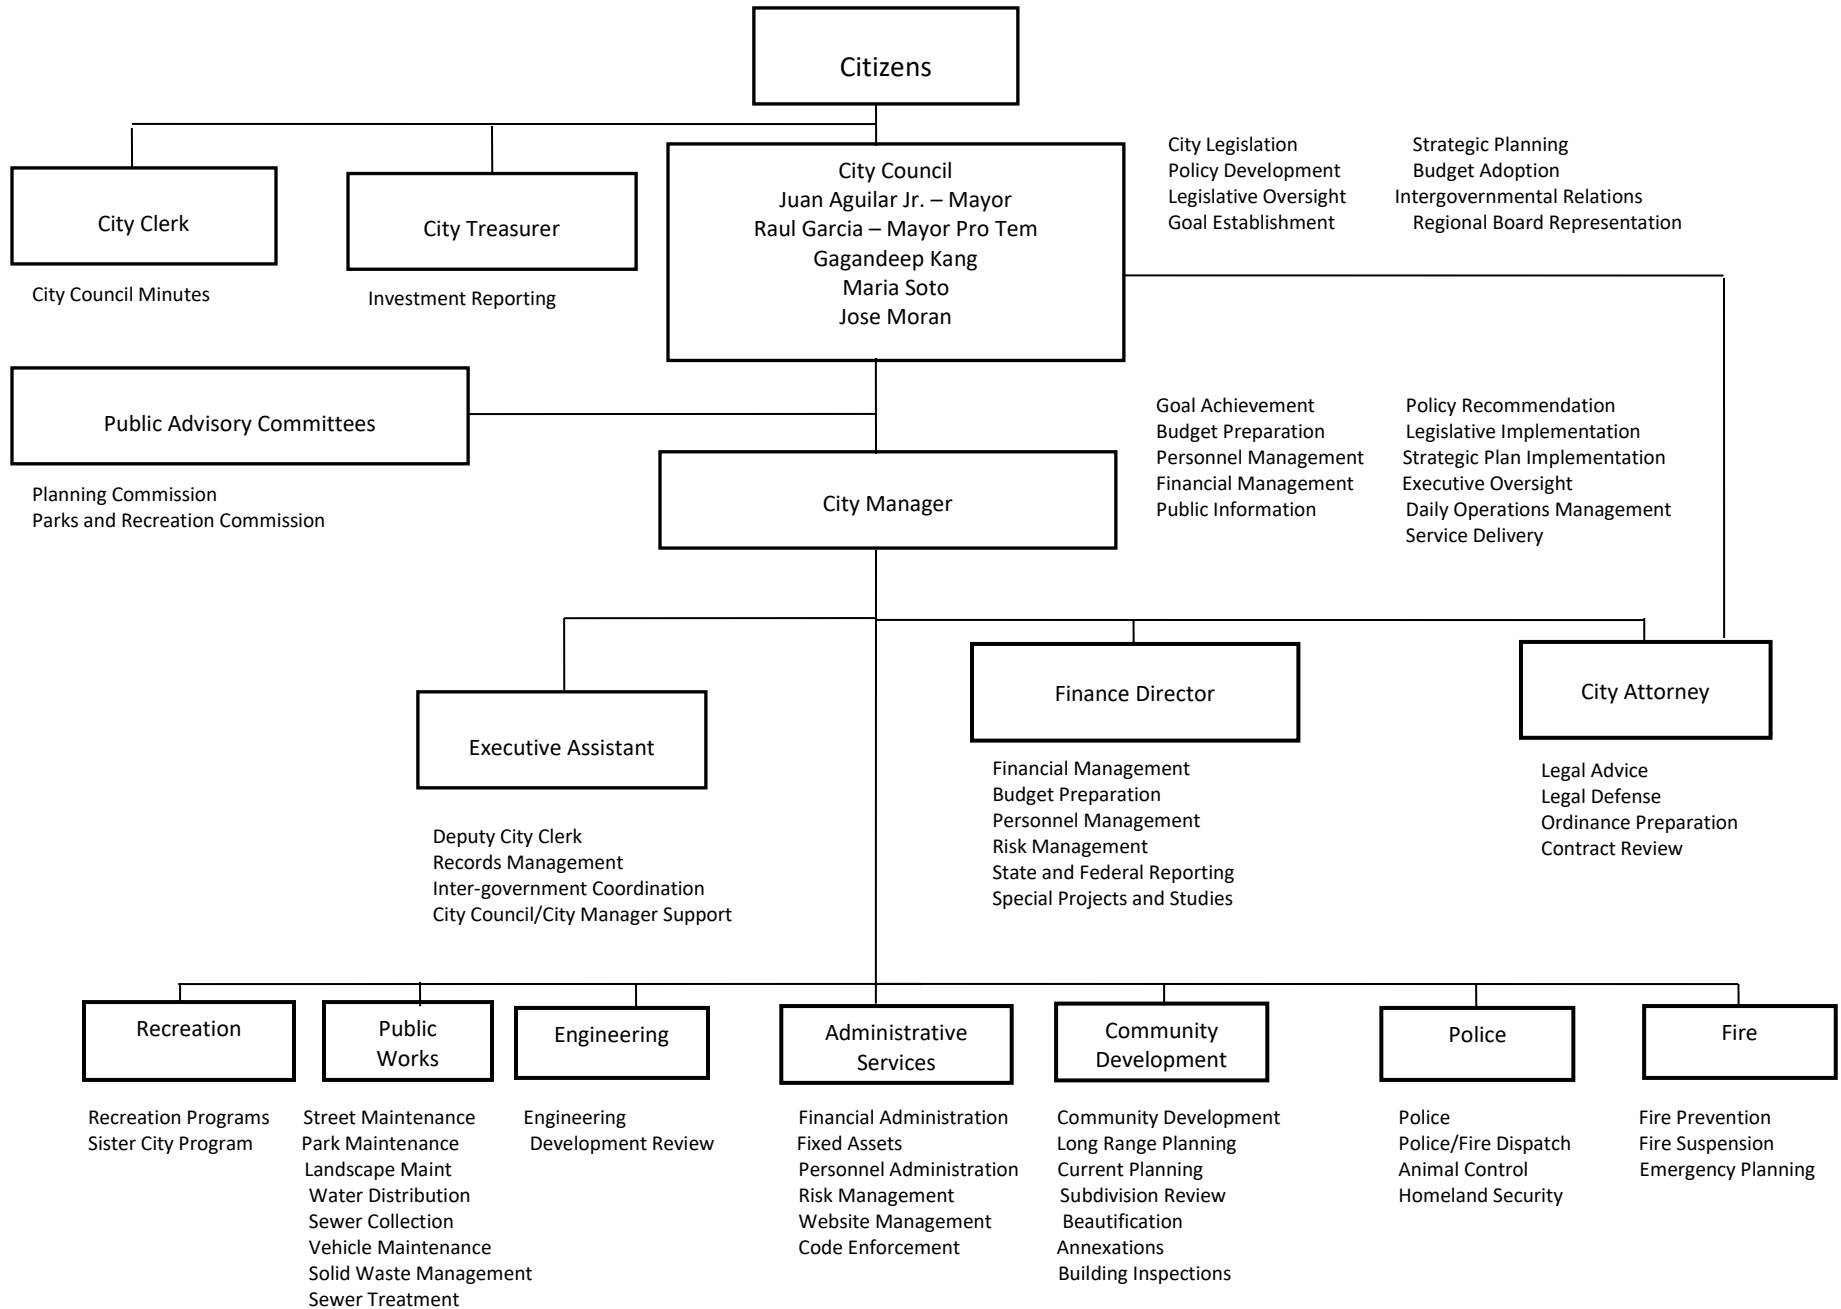 Citizens
City Clerk
City Council Minutes
City Treasurer
Investment Reporting
City Council
Juan Aguilar Jr. – Mayor
Raul Garcia – Mayor Pro Tem
Gagandeep Kang
Maria Soto
Jose Moran
City Legislation
Policy Development
Legislative Oversight
Goal Establishment
Strategic Planning
Budget Adoption
Intergovernmental Relations
Regional Board Representation
Public Advisory Committees
Planning Commission
Parks and Recreation Commission
City Manager
Goal Achievement
Budget Preparation
Personnel Management
Financial Management
Public Information
Policy Recommendation
Legislative Implementation
Strategic Plan Implementation
Executive Oversight
Daily Operations Management
Service Delivery
Executive Assistant
Deputy City Clerk
Records Management
Inter-government Coordination
City Council/City Manager Support
Finance Director
Financial Management
Budget Preparation
Personnel Management
Risk Management
State and Federal Reporting
Special Projects and Studies
City Attorney
Legal Advice
Legal Defense
Ordinance Preparation
Contract Review
Recreation
Recreation Programs
Sister City Program
Public
Works
Street Maintenance
Park Maintenance
Landscape Maint
Water Distribution
Sewer Collection
Vehicle Maintenance
Solid Waste Management
Sewer Treatment
Engineering
Engineering
Development Review
Administrative
Services
Financial Administration
Fixed Assets
Personnel Administration
Risk Management
Website Management
Code Enforcement
Community
Development
Community Development
Long Range Planning
Current Planning
Subdivision Review
Beautification
Annexations
Building Inspections
Police
Police
Police/Fire Dispatch
Animal Control
Homeland Security
Fire
Fire Prevention
Fire Suspension
Emergency Planning